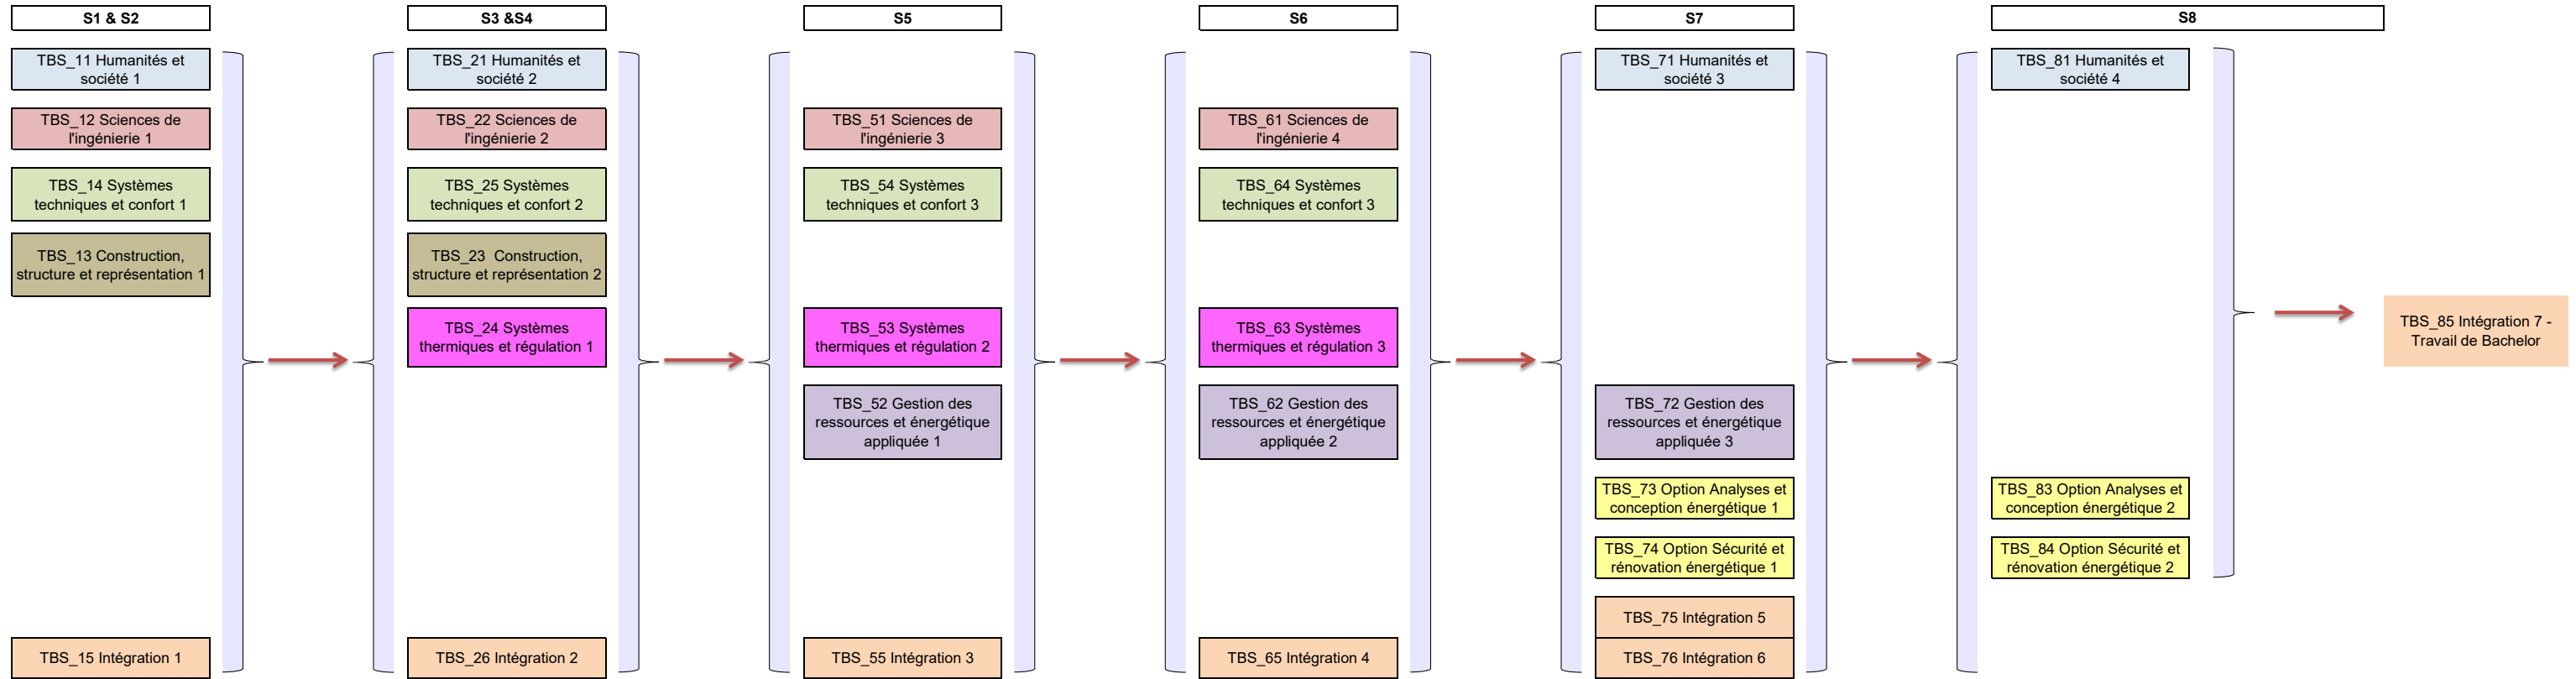 S1 & S2
S3 &S4
S5
S6
S7
S8
TBS_11 Humanités et
société 1
TBS_21 Humanités et
société 2
TBS_71 Humanités et
société 3
TBS_81 Humanités et
société 4
TBS_12 Sciences de
l'ingénierie 1
TBS_22 Sciences de
l'ingénierie 2
TBS_51 Sciences de
l'ingénierie 3
TBS_61 Sciences de
l'ingénierie 4
TBS_14 Systèmes
techniques et confort 1
TBS_25 Systèmes
techniques et confort 2
TBS_54 Systèmes
techniques et confort 3
TBS_64 Systèmes
techniques et confort 3
TBS_13 Construction,
structure et représentation 1
TBS_23  Construction,
structure et représentation 2
TBS_24 Systèmes
thermiques et régulation 1
TBS_53 Systèmes
thermiques et régulation 2
TBS_63 Systèmes
thermiques et régulation 3
TBS_85 Intégration 7 -
Travail de Bachelor
TBS_52 Gestion des
ressources et énergétique
appliquée 1
TBS_62 Gestion des
ressources et énergétique
appliquée 2
TBS_72 Gestion des
ressources et énergétique
appliquée 3
TBS_73 Option Analyses et
conception énergétique 1
TBS_83 Option Analyses et
conception énergétique 2
TBS_74 Option Sécurité et
rénovation énergétique 1
TBS_84 Option Sécurité et
rénovation énergétique 2
TBS_75 Intégration 5
TBS_15 Intégration 1
TBS_26 Intégration 2
TBS_55 Intégration 3
TBS_65 Intégration 4
TBS_76 Intégration 6